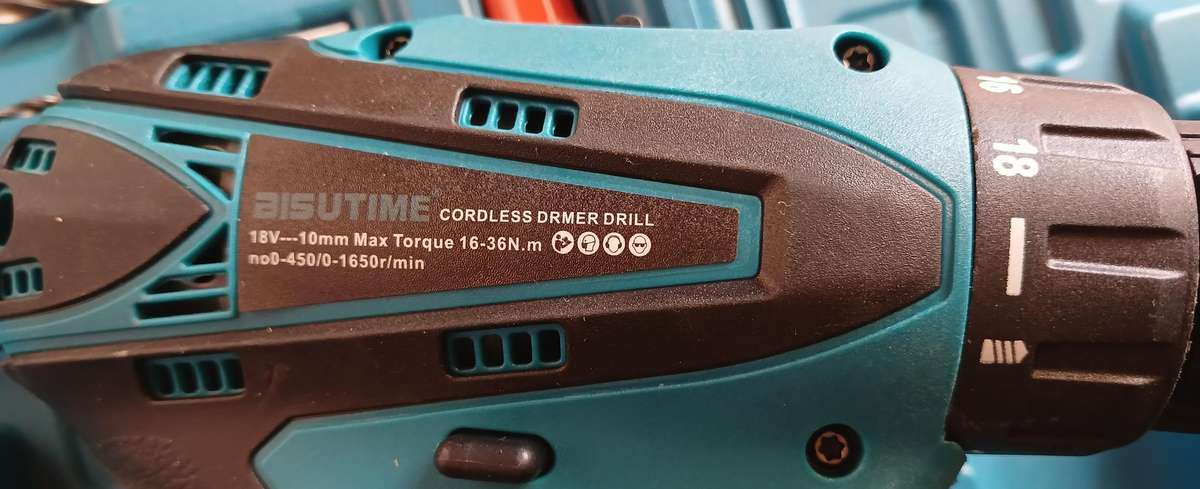 BISUTIME® CORDLESS DRMER DRILL
18V---10mm Max Torque 16-36N.m
no0-450/0-1650r/min
16
18